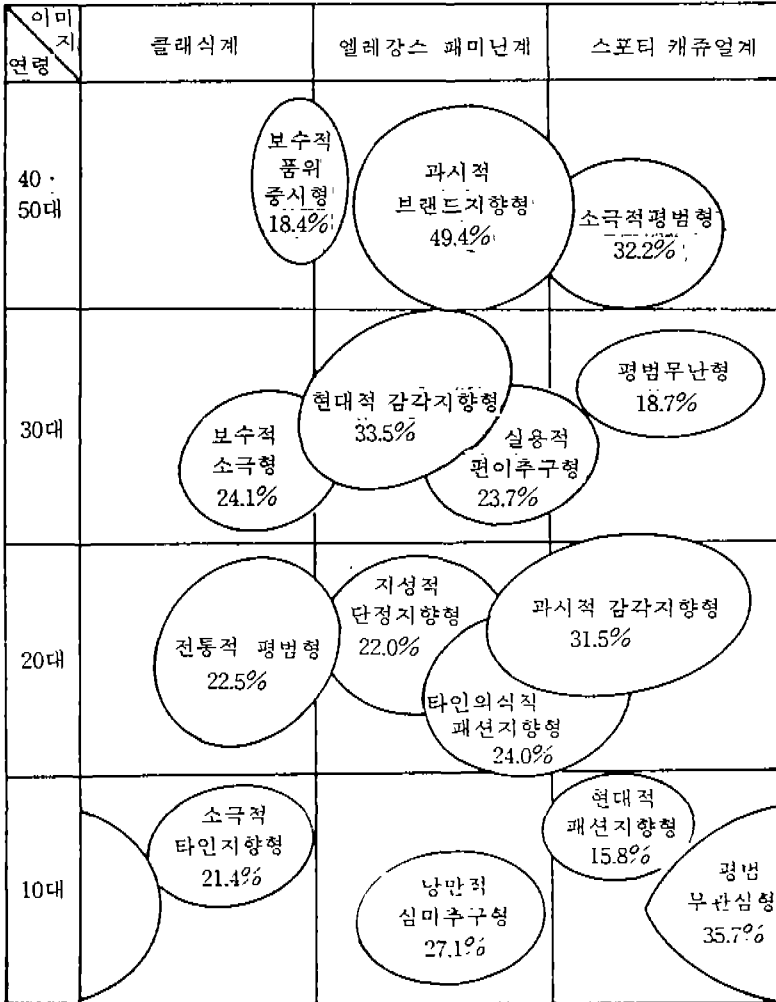 이미지
연령
클래식계
엘레강스 패미닌계
스포티 캐쥬얼계
40·
50대
보수적
품위
중시형
18.4%
과시적
브랜드지향형
49.4%
소극적평범형
32.2%
30대
보수적
소극형
24.1%
현대적 감각지향형
33.5%
실용적
편이추구형
23.7%
평범무난형
18.7%
20대
전통적 평범형
22.5%
지성적
단정지향형
22.0%
타인의식적
패션지향형
24.0%
과시적 감각지향형
31.5%
10대
소극적
타인지향형
21.4%
낭만적
심미추구형
27.1%
현대적
패션지향형
15.8%
평범
무관심형
35.7%